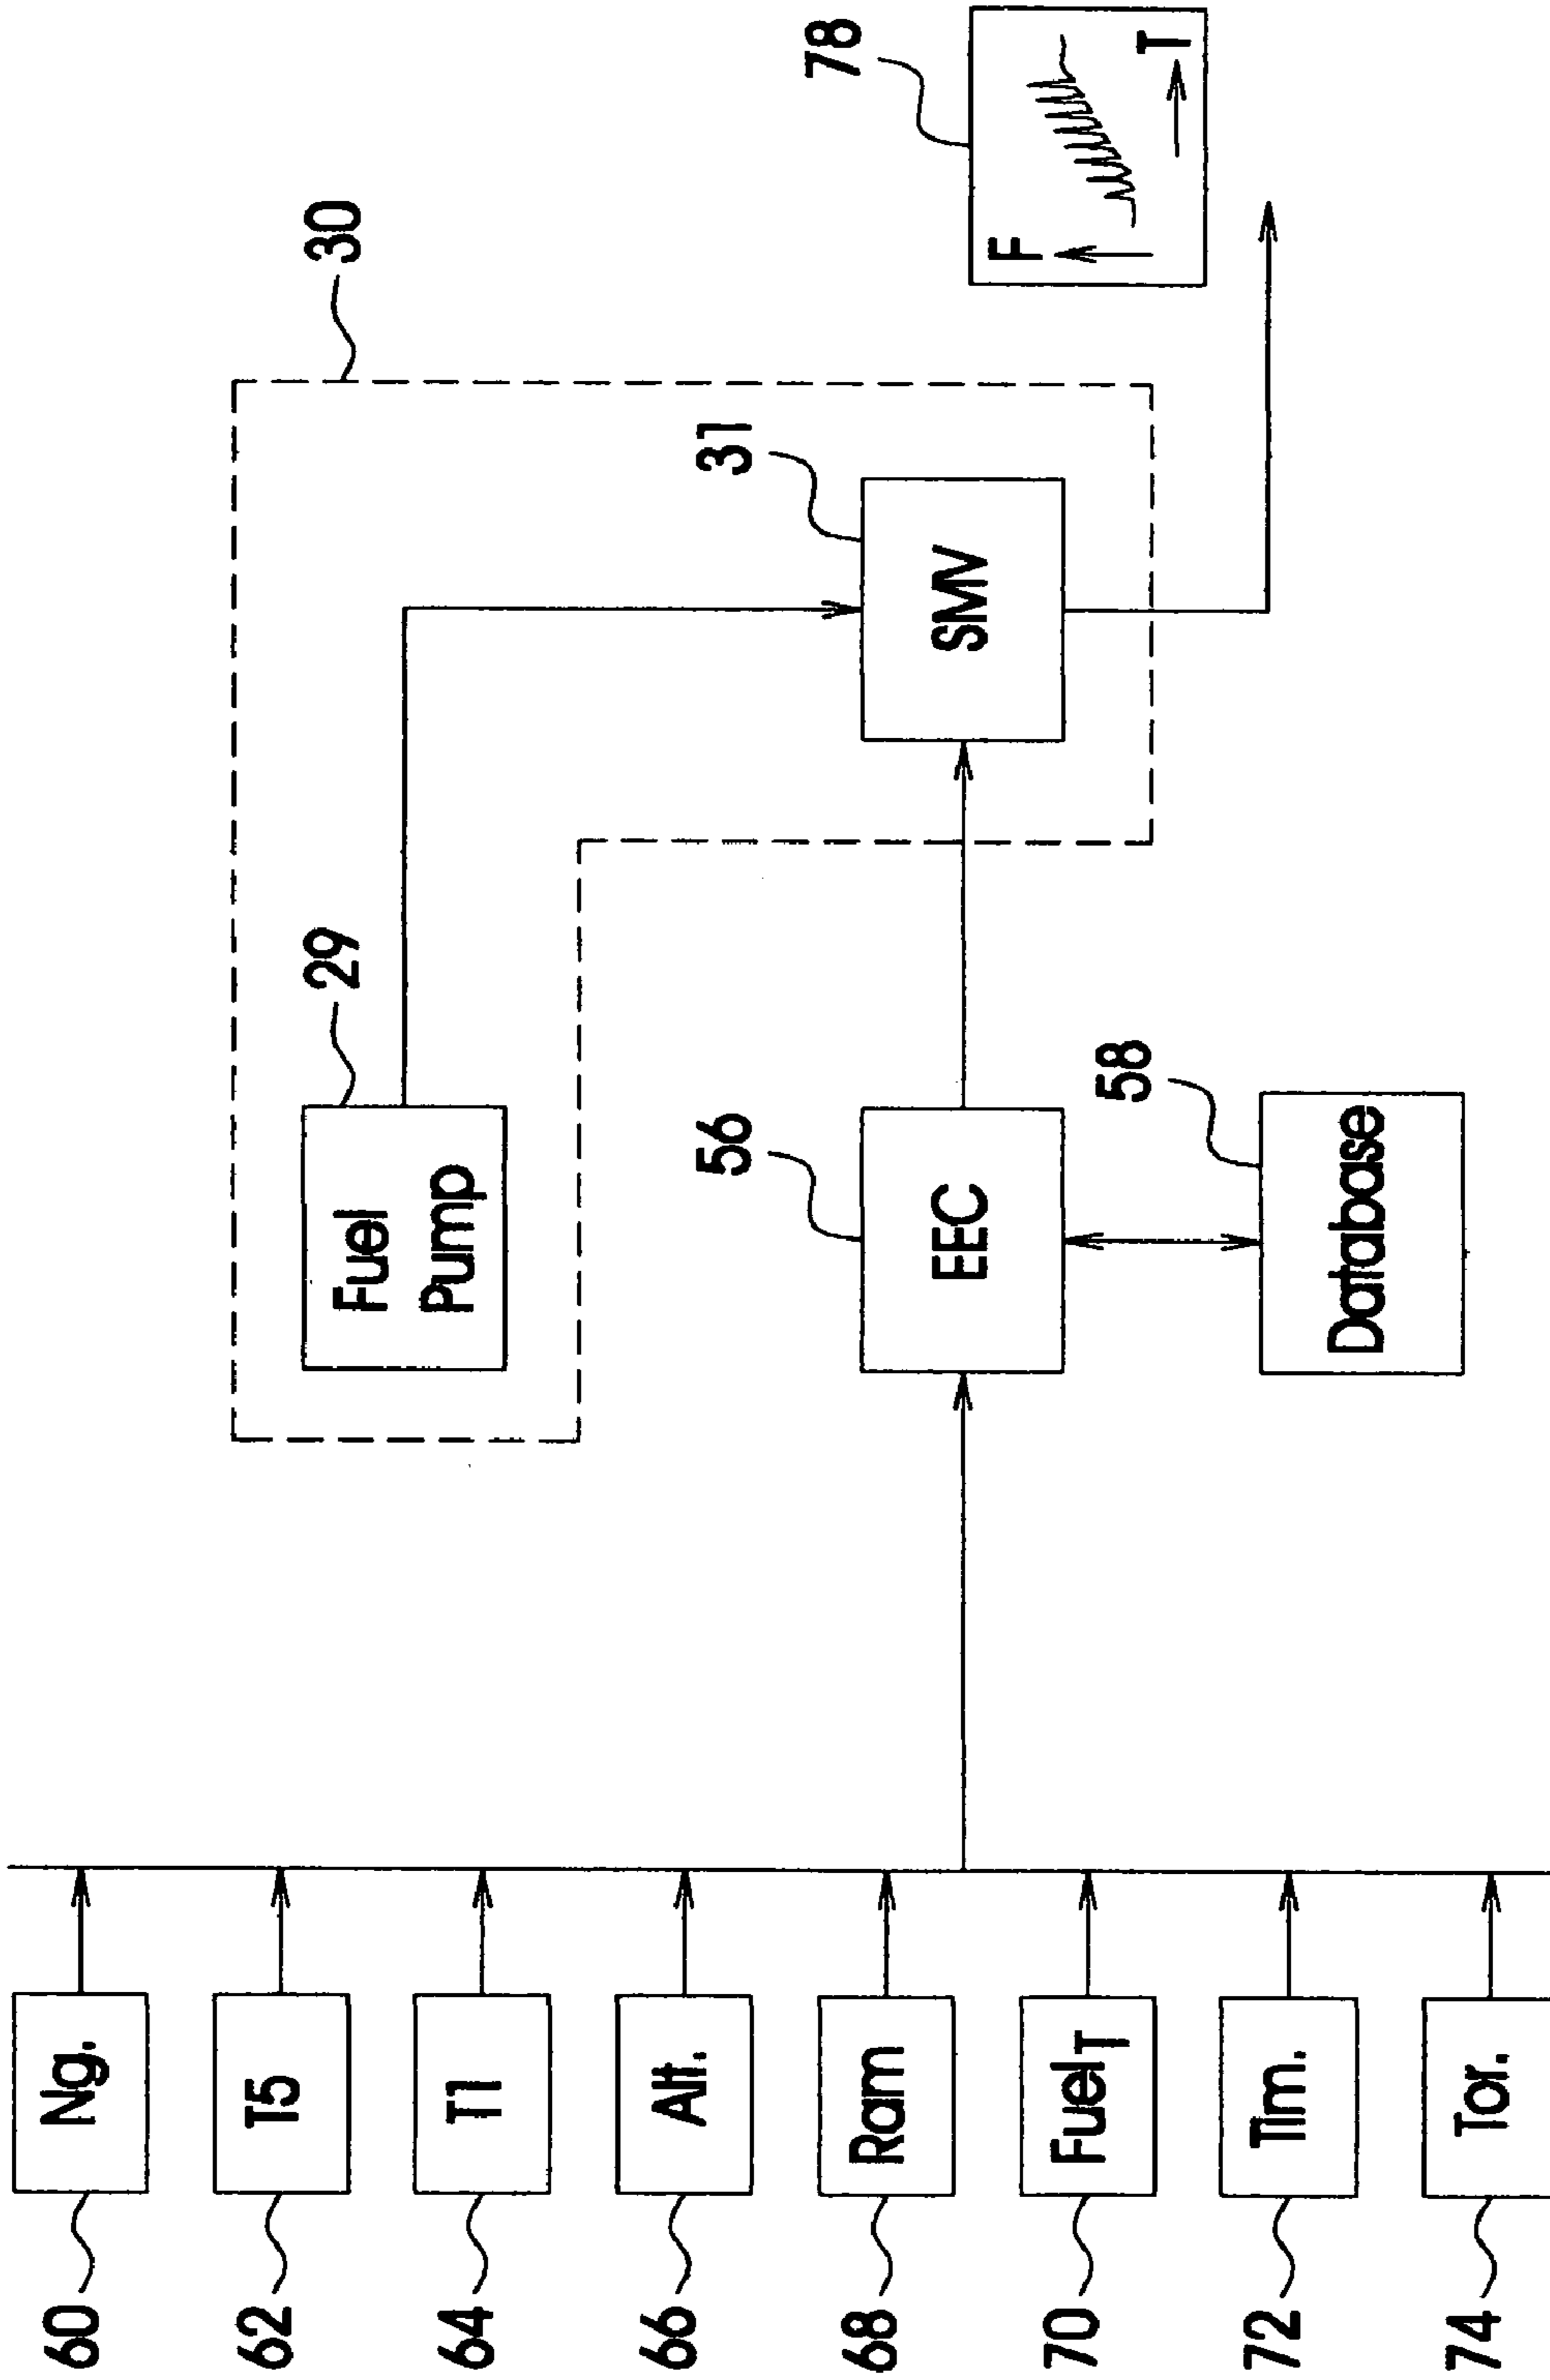 60
Ng.
62
T5
64
T1
66
Alt.
68
Ram
70
FuelT
72
Tim.
74
Tor.
30
29
Fuel
Pump
31
SMV
56
EEC
58
Database
78
F
T